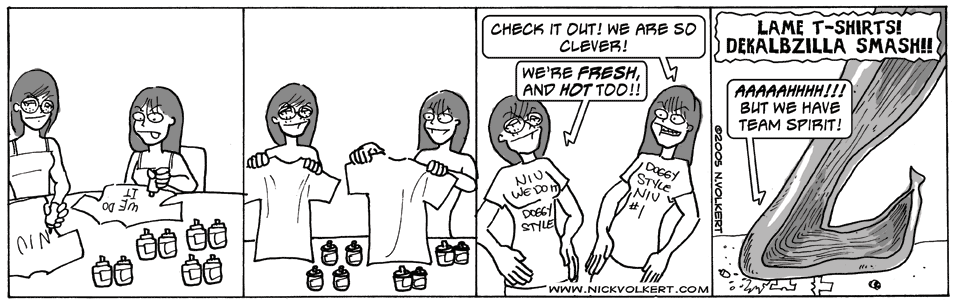 NIU
WE DO
IT
CHECK IT OUT! WE ARE SO
CLEVER!
WE'RE FRESH,
AND HOT TOO!!
NIU
WE DO IT
DOGGY
STYLE
DOGGY
STYLE
NIU
#1
WWW.NICKVOLKERT.COM
LAME T-SHIRTS!
DEKALBZILLA SMASH!!
AAAAAHHHH!!!
BUT WE HAVE
TEAM SPIRIT!
©2005 N.VOLKERT